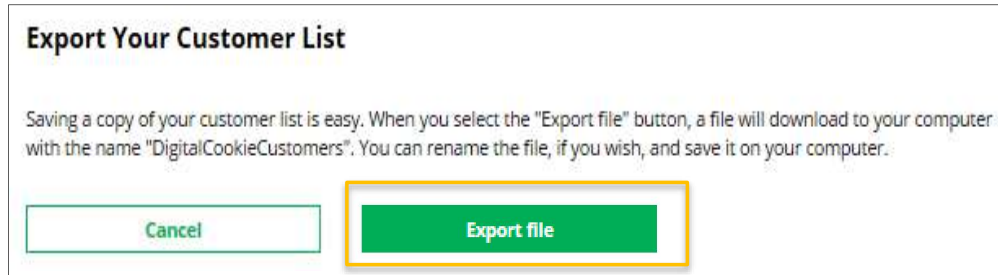 Export Your Customer List
Saving a copy of your customer list is easy. When you select the "Export file" button, a file will download to your computer
with the name "DigitalCookieCustomers". You can rename the file, if you wish, and save it on your computer.
Cancel
Export file